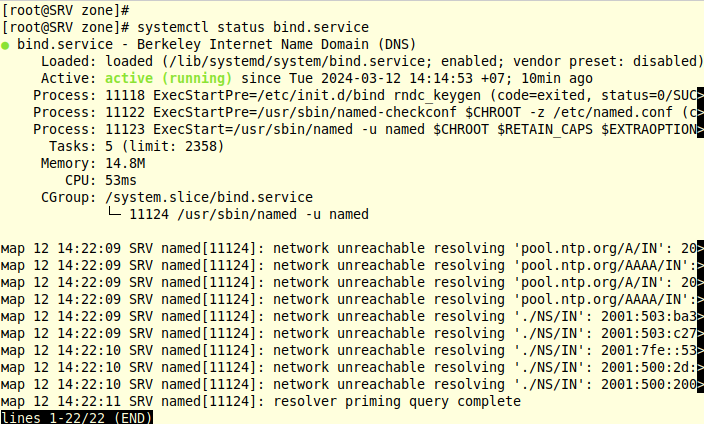 [root@SRV zone]#
[root@SRV zone]# systemctl status bind.service
● bind.service - Berkeley Internet Name Domain (DNS)
     Loaded: loaded (/lib/systemd/system/bind.service; enabled; vendor preset: disabled)
     Active: active (running) since Tue 2024-03-12 14:14:53 +07; 10min ago
    Process: 11118 ExecStartPre=/etc/init.d/bind rndc_keygen (code=exited, status=0/SUC>
    Process: 11122 ExecStartPre=/usr/sbin/named-checkconf $CHROOT -z /etc/named.conf (c>
    Process: 11123 ExecStart=/usr/sbin/named -u named $CHROOT $RETAIN_CAPS $EXTRAOPTION>
      Tasks: 5 (limit: 2358)
     Memory: 14.8M
        CPU: 53ms
     CGroup: /system.slice/bind.service
             └─ 11124 /usr/sbin/named -u named
мар 12 14:22:09 SRV named[11124]: network unreachable resolving 'pool.ntp.org/A/IN': 20>
мар 12 14:22:09 SRV named[11124]: network unreachable resolving 'pool.ntp.org/AAAA/IN':>
мар 12 14:22:09 SRV named[11124]: network unreachable resolving 'pool.ntp.org/A/IN': 20>
мар 12 14:22:09 SRV named[11124]: network unreachable resolving 'pool.ntp.org/AAAA/IN':>
мар 12 14:22:09 SRV named[11124]: network unreachable resolving './NS/IN': 2001:503:ba3>
мар 12 14:22:09 SRV named[11124]: network unreachable resolving './NS/IN': 2001:503:c27>
мар 12 14:22:10 SRV named[11124]: network unreachable resolving './NS/IN': 2001:7fe::53>
мар 12 14:22:10 SRV named[11124]: network unreachable resolving './NS/IN': 2001:500:2d:>
мар 12 14:22:10 SRV named[11124]: network unreachable resolving './NS/IN': 2001:500:200>
мар 12 14:22:11 SRV named[11124]: resolver priming query complete
lines 1-22/22 (END)